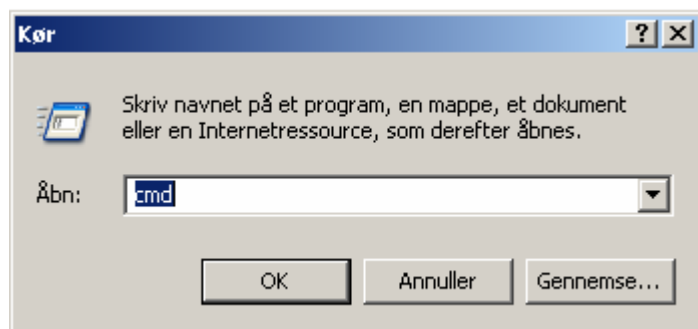 Kør
Skriv navnet på et program, en mappe, et dokument
eller en Internetressource, som derefter åbnes.
Åbn: cmd
OK Annuller Gennemse...